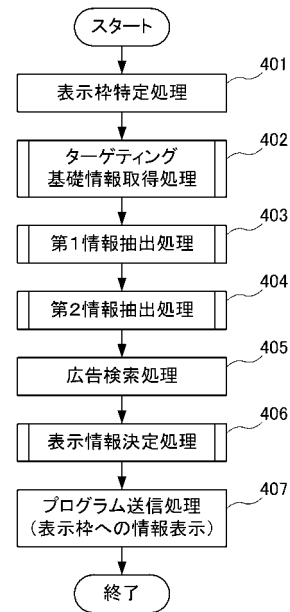 スタート
401
表示枠特定処理
402
ターゲティング
基礎情報取得処理
403
第1情報抽出処理
404
第2情報抽出処理
405
広告検索処理
406
表示情報決定処理
407
プログラム送信処理
(表示枠への情報表示)
終了